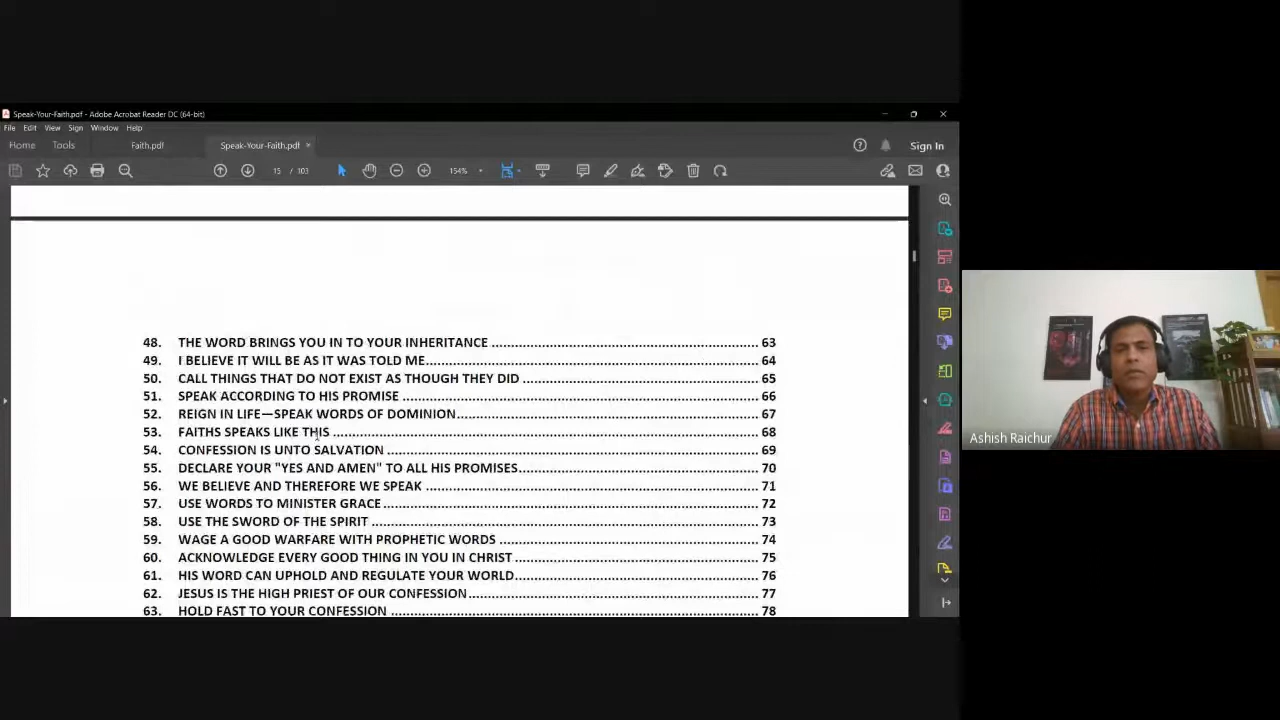 Speak-Your-Faith.pdf - Adobe Acrobat Reader DC (64-bit)
File Edit View Sign Window Help
Home Tools Faith.pdf Speak-Your-Faith.pdf × Sign In
15 / 103 154%
48. THE WORD BRINGS YOU IN TO YOUR INHERITANCE ........ 63
49. I BELIEVE IT WILL BE AS IT WAS TOLD ME........ 64
50. CALL THINGS THAT DO NOT EXIST AS THOUGH THEY DID ........ 65
51. SPEAK ACCORDING TO HIS PROMISE ........ 66
52. REIGN IN LIFE—SPEAK WORDS OF DOMINION........ 67
53. FAITHS SPEAKS LIKE THIS ........ 68
54. CONFESSION IS UNTO SALVATION ........ 69
55. DECLARE YOUR "YES AND AMEN" TO ALL HIS PROMISES........ 70
56. WE BELIEVE AND THEREFORE WE SPEAK ........ 71
57. USE WORDS TO MINISTER GRACE ........ 72
58. USE THE SWORD OF THE SPIRIT ........ 73
59. WAGE A GOOD WARFARE WITH PROPHETIC WORDS ........ 74
60. ACKNOWLEDGE EVERY GOOD THING IN YOU IN CHRIST ........ 75
61. HIS WORD CAN UPHOLD AND REGULATE YOUR WORLD........ 76
62. JESUS IS THE HIGH PRIEST OF OUR CONFESSION........ 77
63. HOLD FAST TO YOUR CONFESSION ........ 78
Ashish Raichur